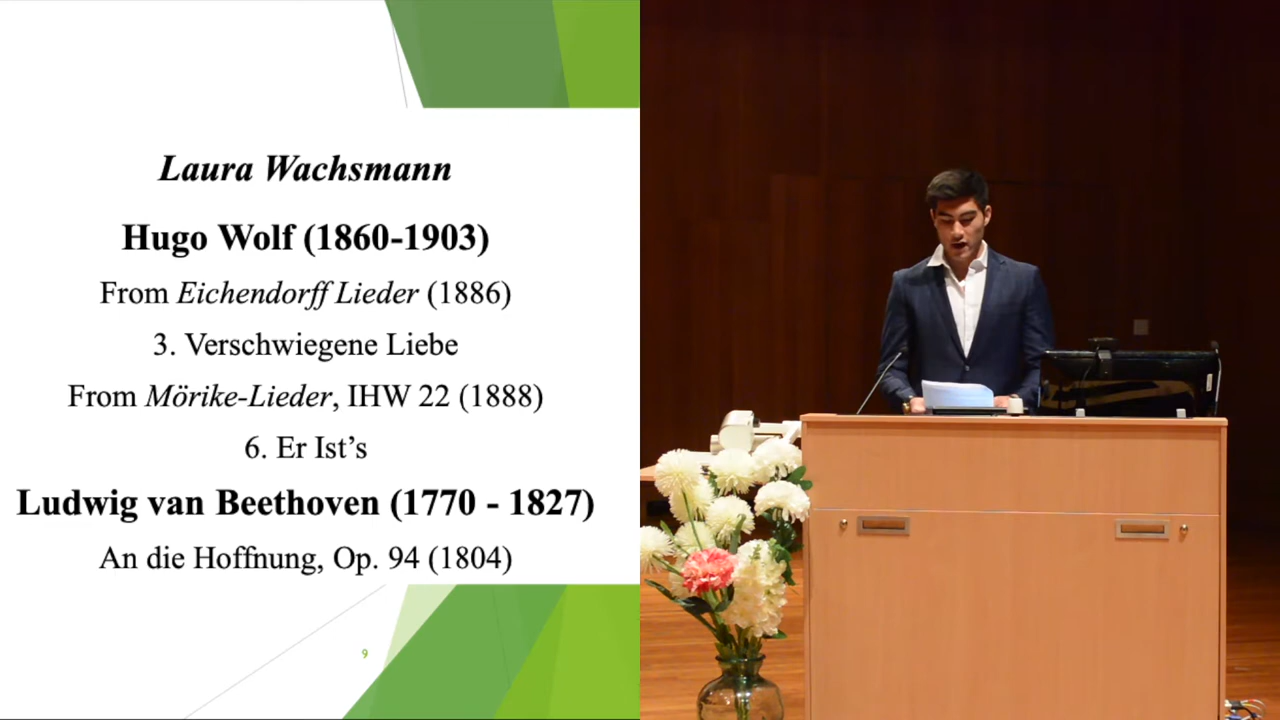 Laura Wachsmann
Hugo Wolf (1860-1903)
From Eichendorff Lieder (1886)
3. Verschwiegene Liebe
From Mörike-Lieder, IHW 22 (1888)
6. Er Ist’s
Ludwig van Beethoven (1770 - 1827)
An die Hoffnung, Op. 94 (1804)
9